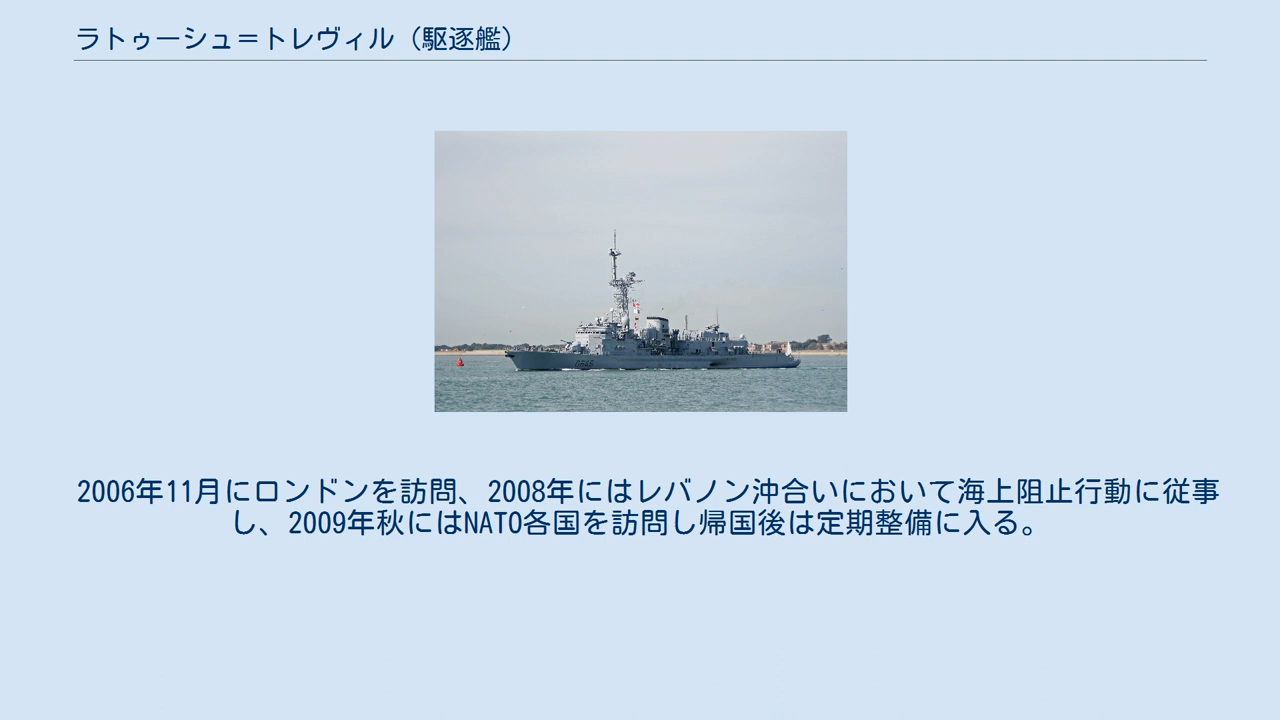 ラトゥーシュ＝トレヴィル（駆逐艦）
D646
2006年11月にロンドンを訪問、2008年にはレバノン沖合いにおいて海上阻止行動に従事
し、2009年秋にはNATO各国を訪問し帰国後は定期整備に入る。